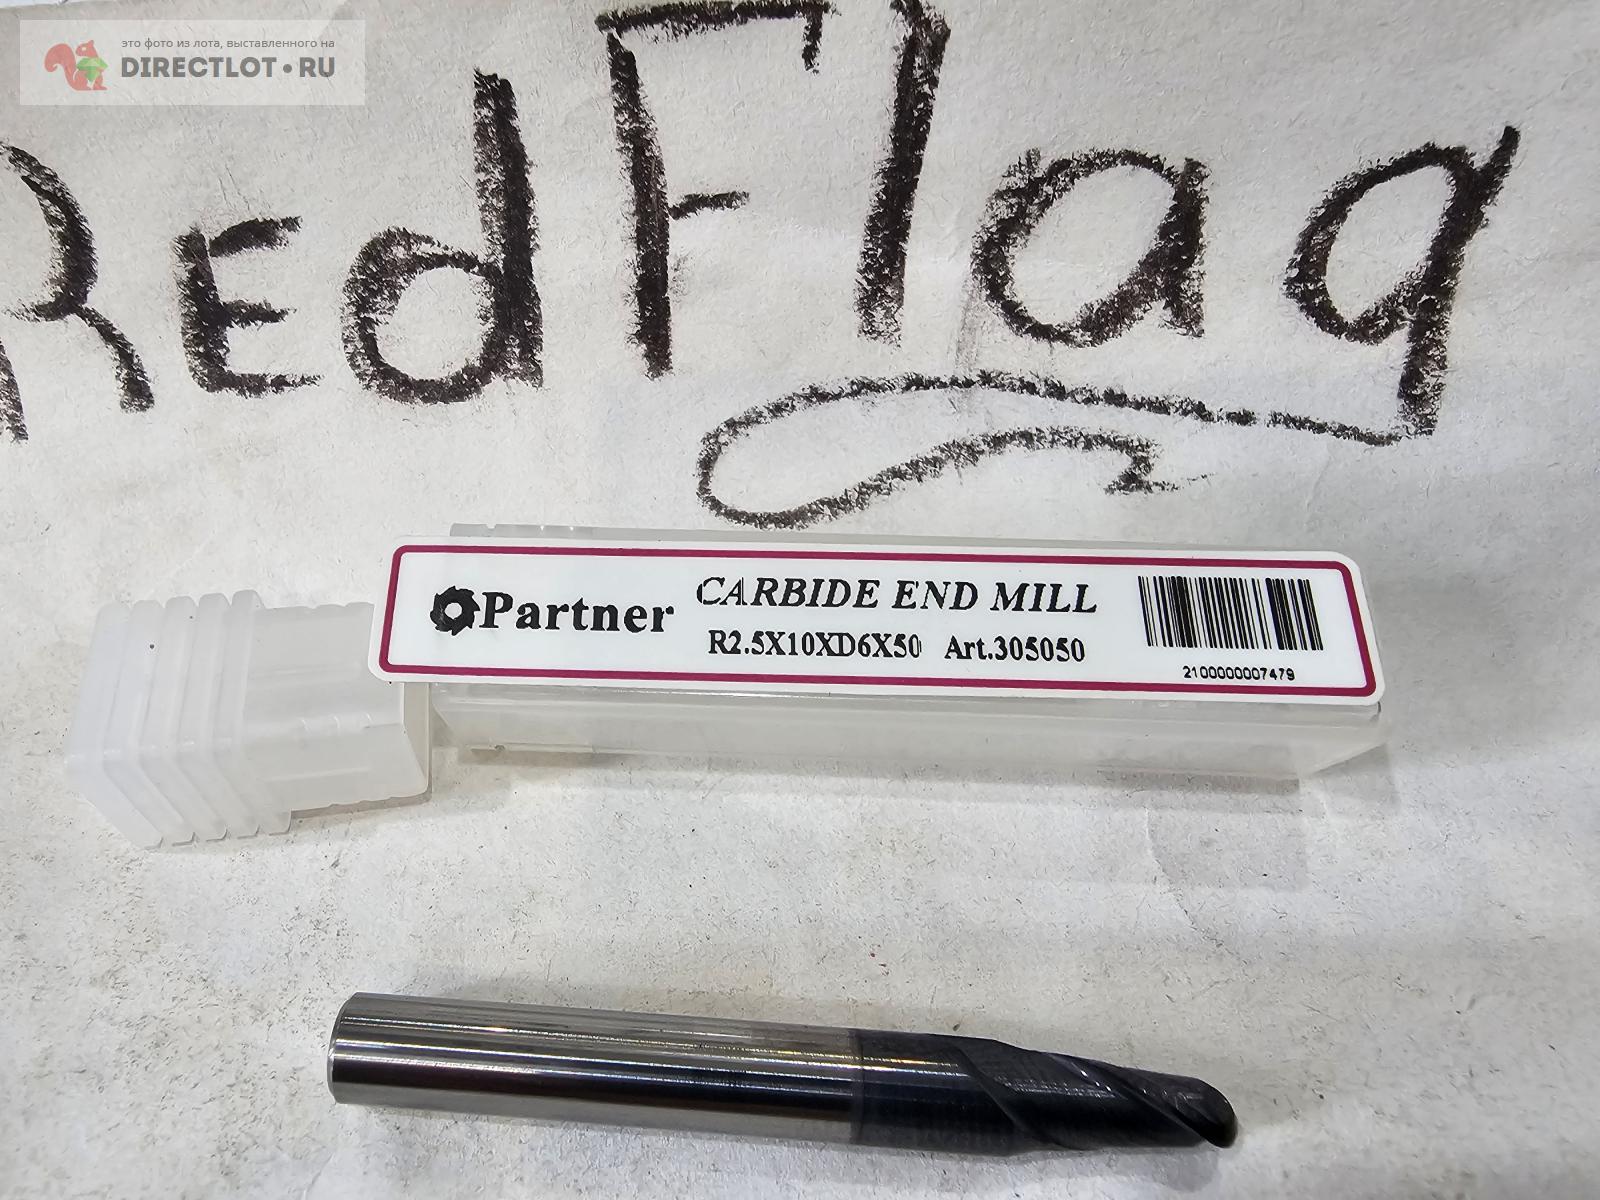 это фото из лота, выставленного на
DIRECTLOT•RU
RedFlag
Partner
CARBIDE END MILL
R2.5X10XD6X50 Art.305050
2100000007479